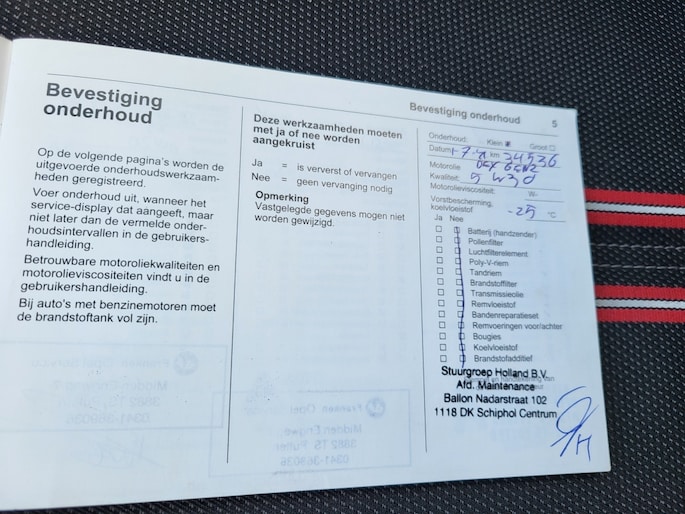 Bevestiging onderhoud
5
Bevestiging
onderhoud
Op de volgende pagina's worden de
uitgevoerde onderhoudswerkzaam-
heden geregistreerd.
Voer onderhoud uit, wanneer het
service-display dat aangeeft, maar
niet later dan de vermelde onder-
houdsintervallen in de gebruikers-
handleiding.
Betrouwbare motoroliekwaliteiten en
motorolieviscositeiten vindt u in de
gebruikershandleiding.
Bij auto's met benzinemotoren moet
de brandstoftank vol zijn.
Deze werkzaamheden moeten
met ja of nee worden
aangekruist
Ja = is ververst of vervangen
Nee = geen vervanging nodig
Opmerking
Vastgelegde gegevens mogen niet
worden gewijzigd.
Onderhoud: Klein Groot
Datum km 34536
Motorolie
Kwaliteit: 5 W30
Motorolieviscositeit: W-
Vorstbescherming,
koelvloeistof -25 °C
Ja Nee
Batterij (handzender)
Pollenfilter
Luchtfilterelement
Poly-V-riem
Tandriem
Brandstoffilter
Transmissieolie
Remvloeistof
Bandenreparatieset
Remvoeringen voor/achter
Bougies
Koelvloeistof
Brandstofadditief
Stuurgroep Holland B.V.
Afd. Maintenance
Ballon Nadarstraat 102
1118 DK Schiphol Centrum